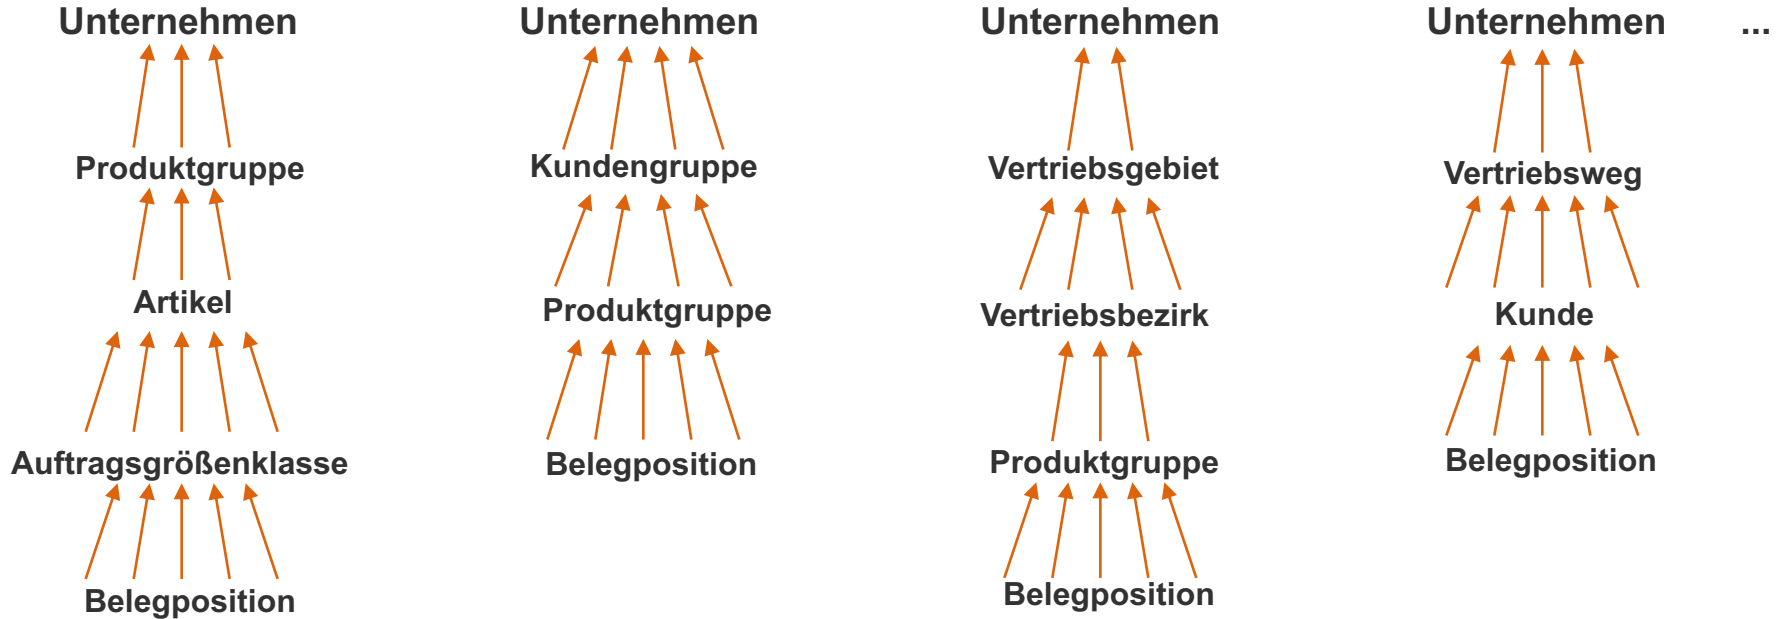 Unternehmen
Produktgruppe
Artikel
Auftragsgrößenklasse
Belegposition
Unternehmen
Kundengruppe
Produktgruppe
Belegposition
Unternehmen
Vertriebsgebiet
Vertriebsbezirk
Produktgruppe
Belegposition
Unternehmen
Vertriebsweg
Kunde
Belegposition
...